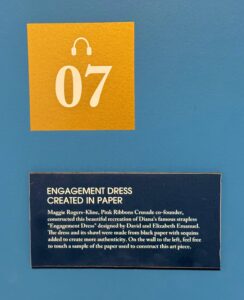 07
ENGAGEMENT DRESS
CREATED IN PAPER
Maggie Rogers-Kline, Pink Ribbons Crusade co-founder,
constructed this beautiful recreation of Diana's famous strapless
"Engagement Dress" designed by David and Elizabeth Emanuel.
The dress and its shawl were made from black paper with sequins
added to create more authenticity. On the wall to the left, feel free
to touch a sample of the paper used to construct this art piece.